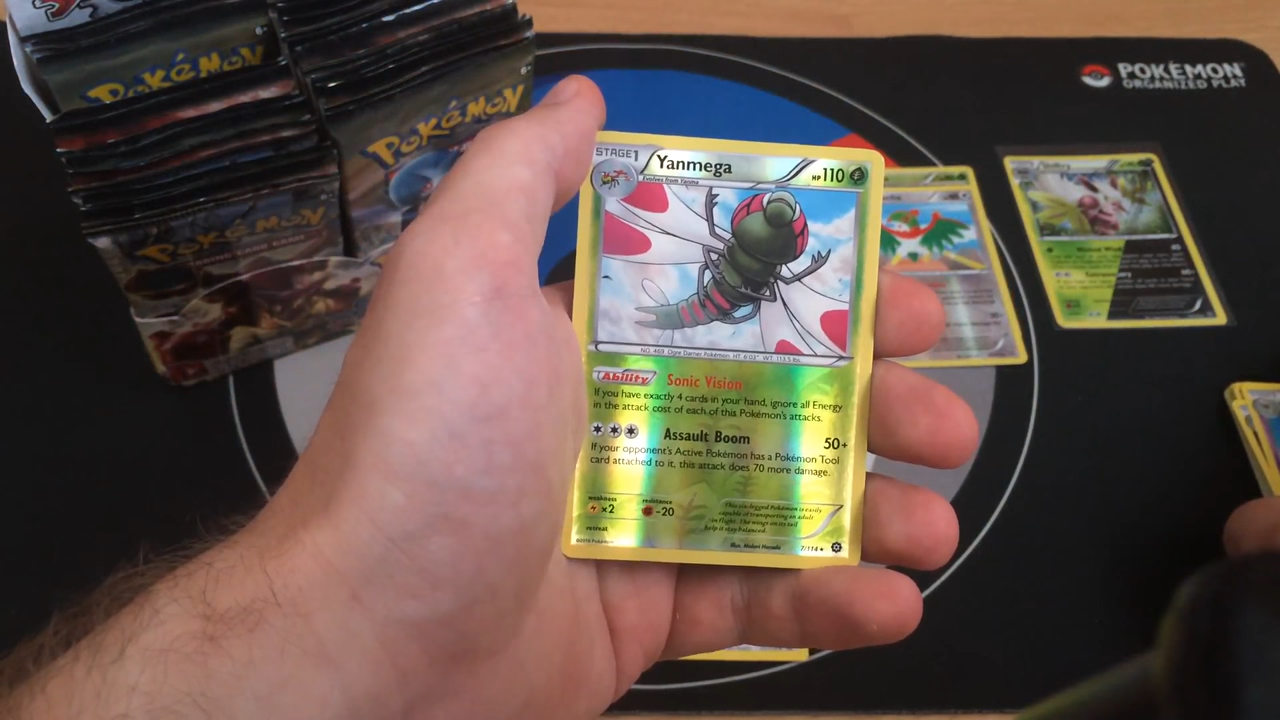 Pokémon
Pokémon
Pokémon
POKÉMON
ORGANIZED PLAY
STAGE1
Yanmega
HP 110
Evolves from Yanma
NO. 469 Ogre Darner Pokémon HT: 6'03" WT: 113.5 lbs.
Ability Sonic Vision
If you have exactly 4 cards in your hand, ignore all Energy
in the attack cost of each of this Pokémon's attacks.
Assault Boom 50+
If your opponent's Active Pokémon has a Pokémon Tool
card attached to it, this attack does 70 more damage.
weakness resistance
×2 -20
retreat
This six-legged Pokémon is easily
capable of transporting an adult
in flight. The wings on its tail
help it stay balanced.
©2016 Pokémon
7/114